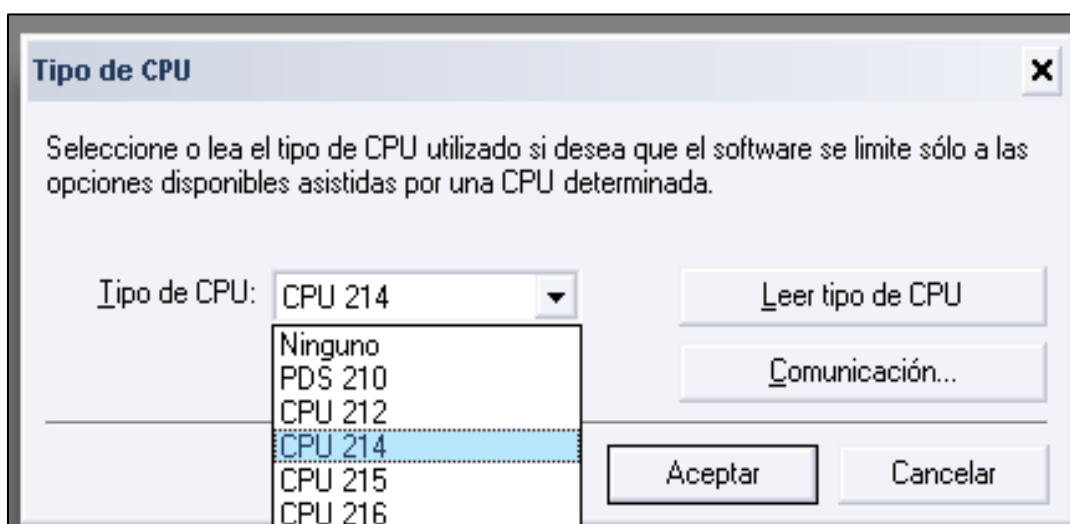 Tipo de CPU
Seleccione o lea el tipo de CPU utilizado si desea que el software se limite sólo a las
opciones disponibles asistidas por una CPU determinada.
Tipo de CPU: CPU 214
Leer tipo de CPU
Ninguno
PDS 210
CPU 212
CPU 214
CPU 215
CPU 216
Comunicación...
Aceptar
Cancelar